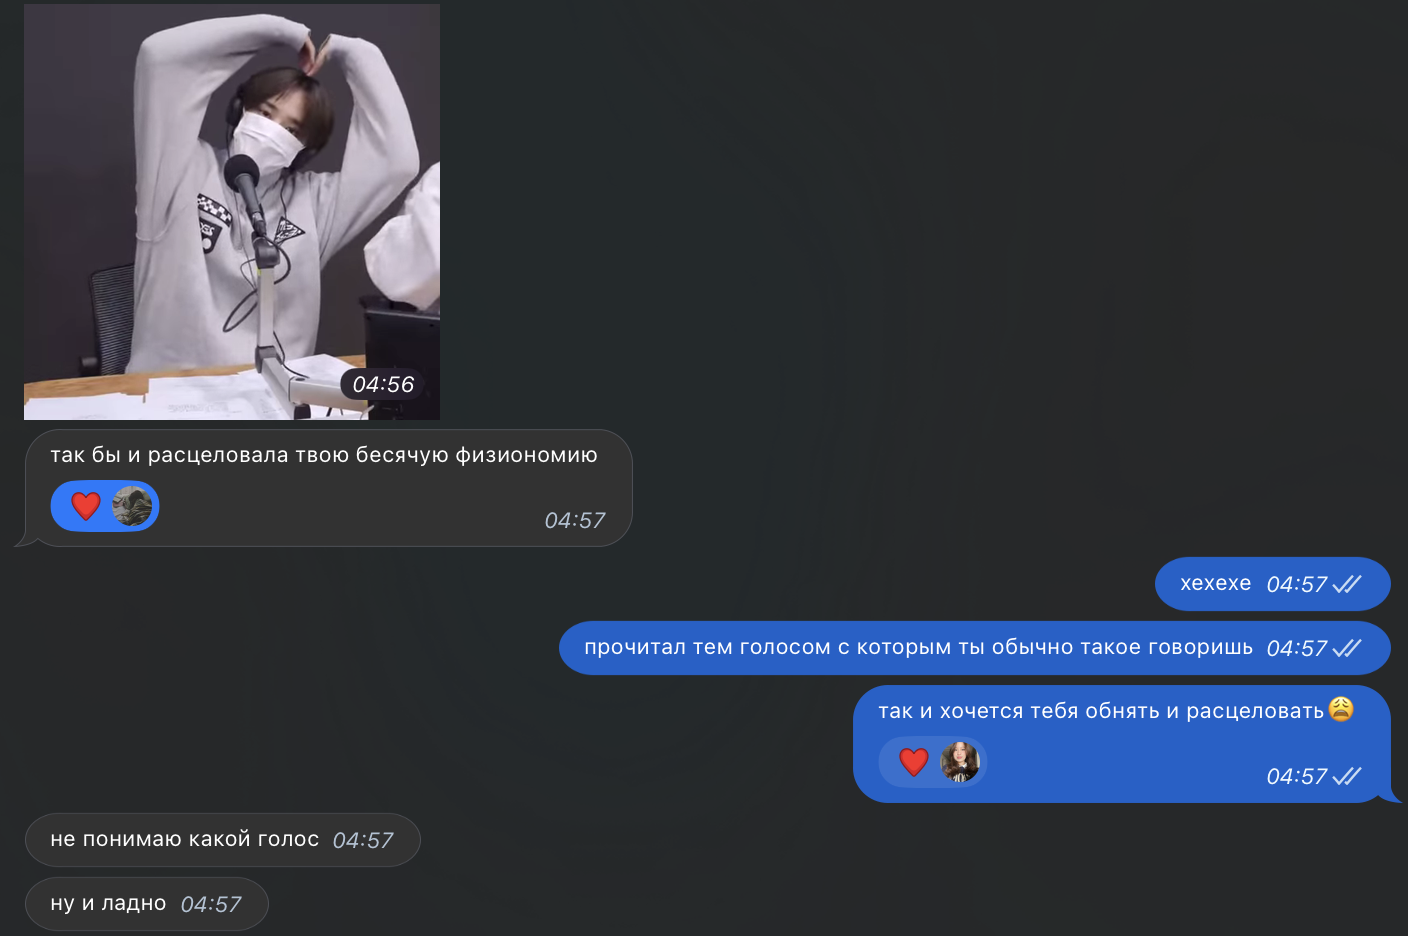 04:56
так бы и расцеловала твою бесячую физиономию
04:57
хехехе 04:57
прочитал тем голосом с которым ты обычно такое говоришь 04:57
так и хочется тебя обнять и расцеловать😩
04:57
не понимаю какой голос 04:57
ну и ладно 04:57